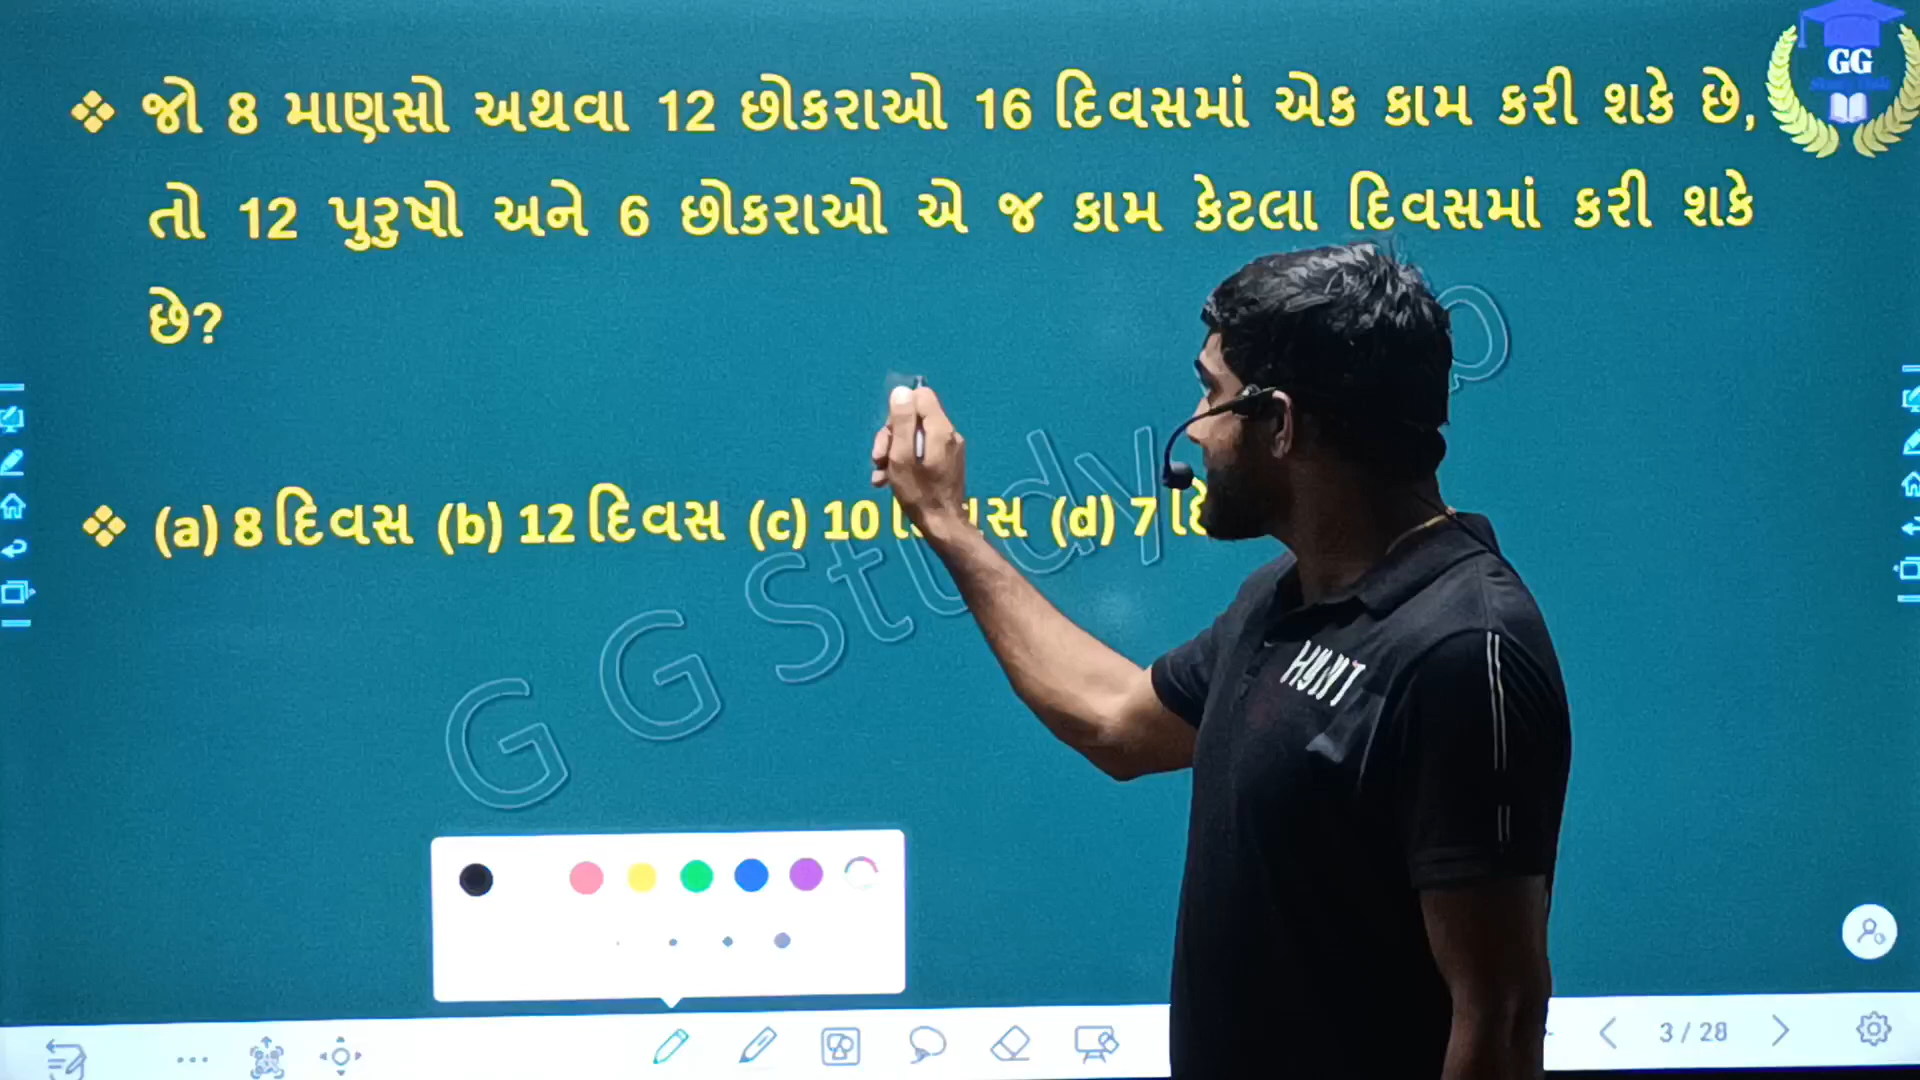 ❖ જો 8 માણસો અથવા 12 છોકરાઓ 16 દિવસમાં એક કામ કરી શકે છે,
તો 12 પુરુષો અને 6 છોકરાઓ એ જ કામ કેટલા દિવસમાં કરી શકે
છે?
❖ (a) 8 દિવસ (b) 12 દિવસ (c) 10 (d) 7
G G Study
GG
HUNT
3 / 28